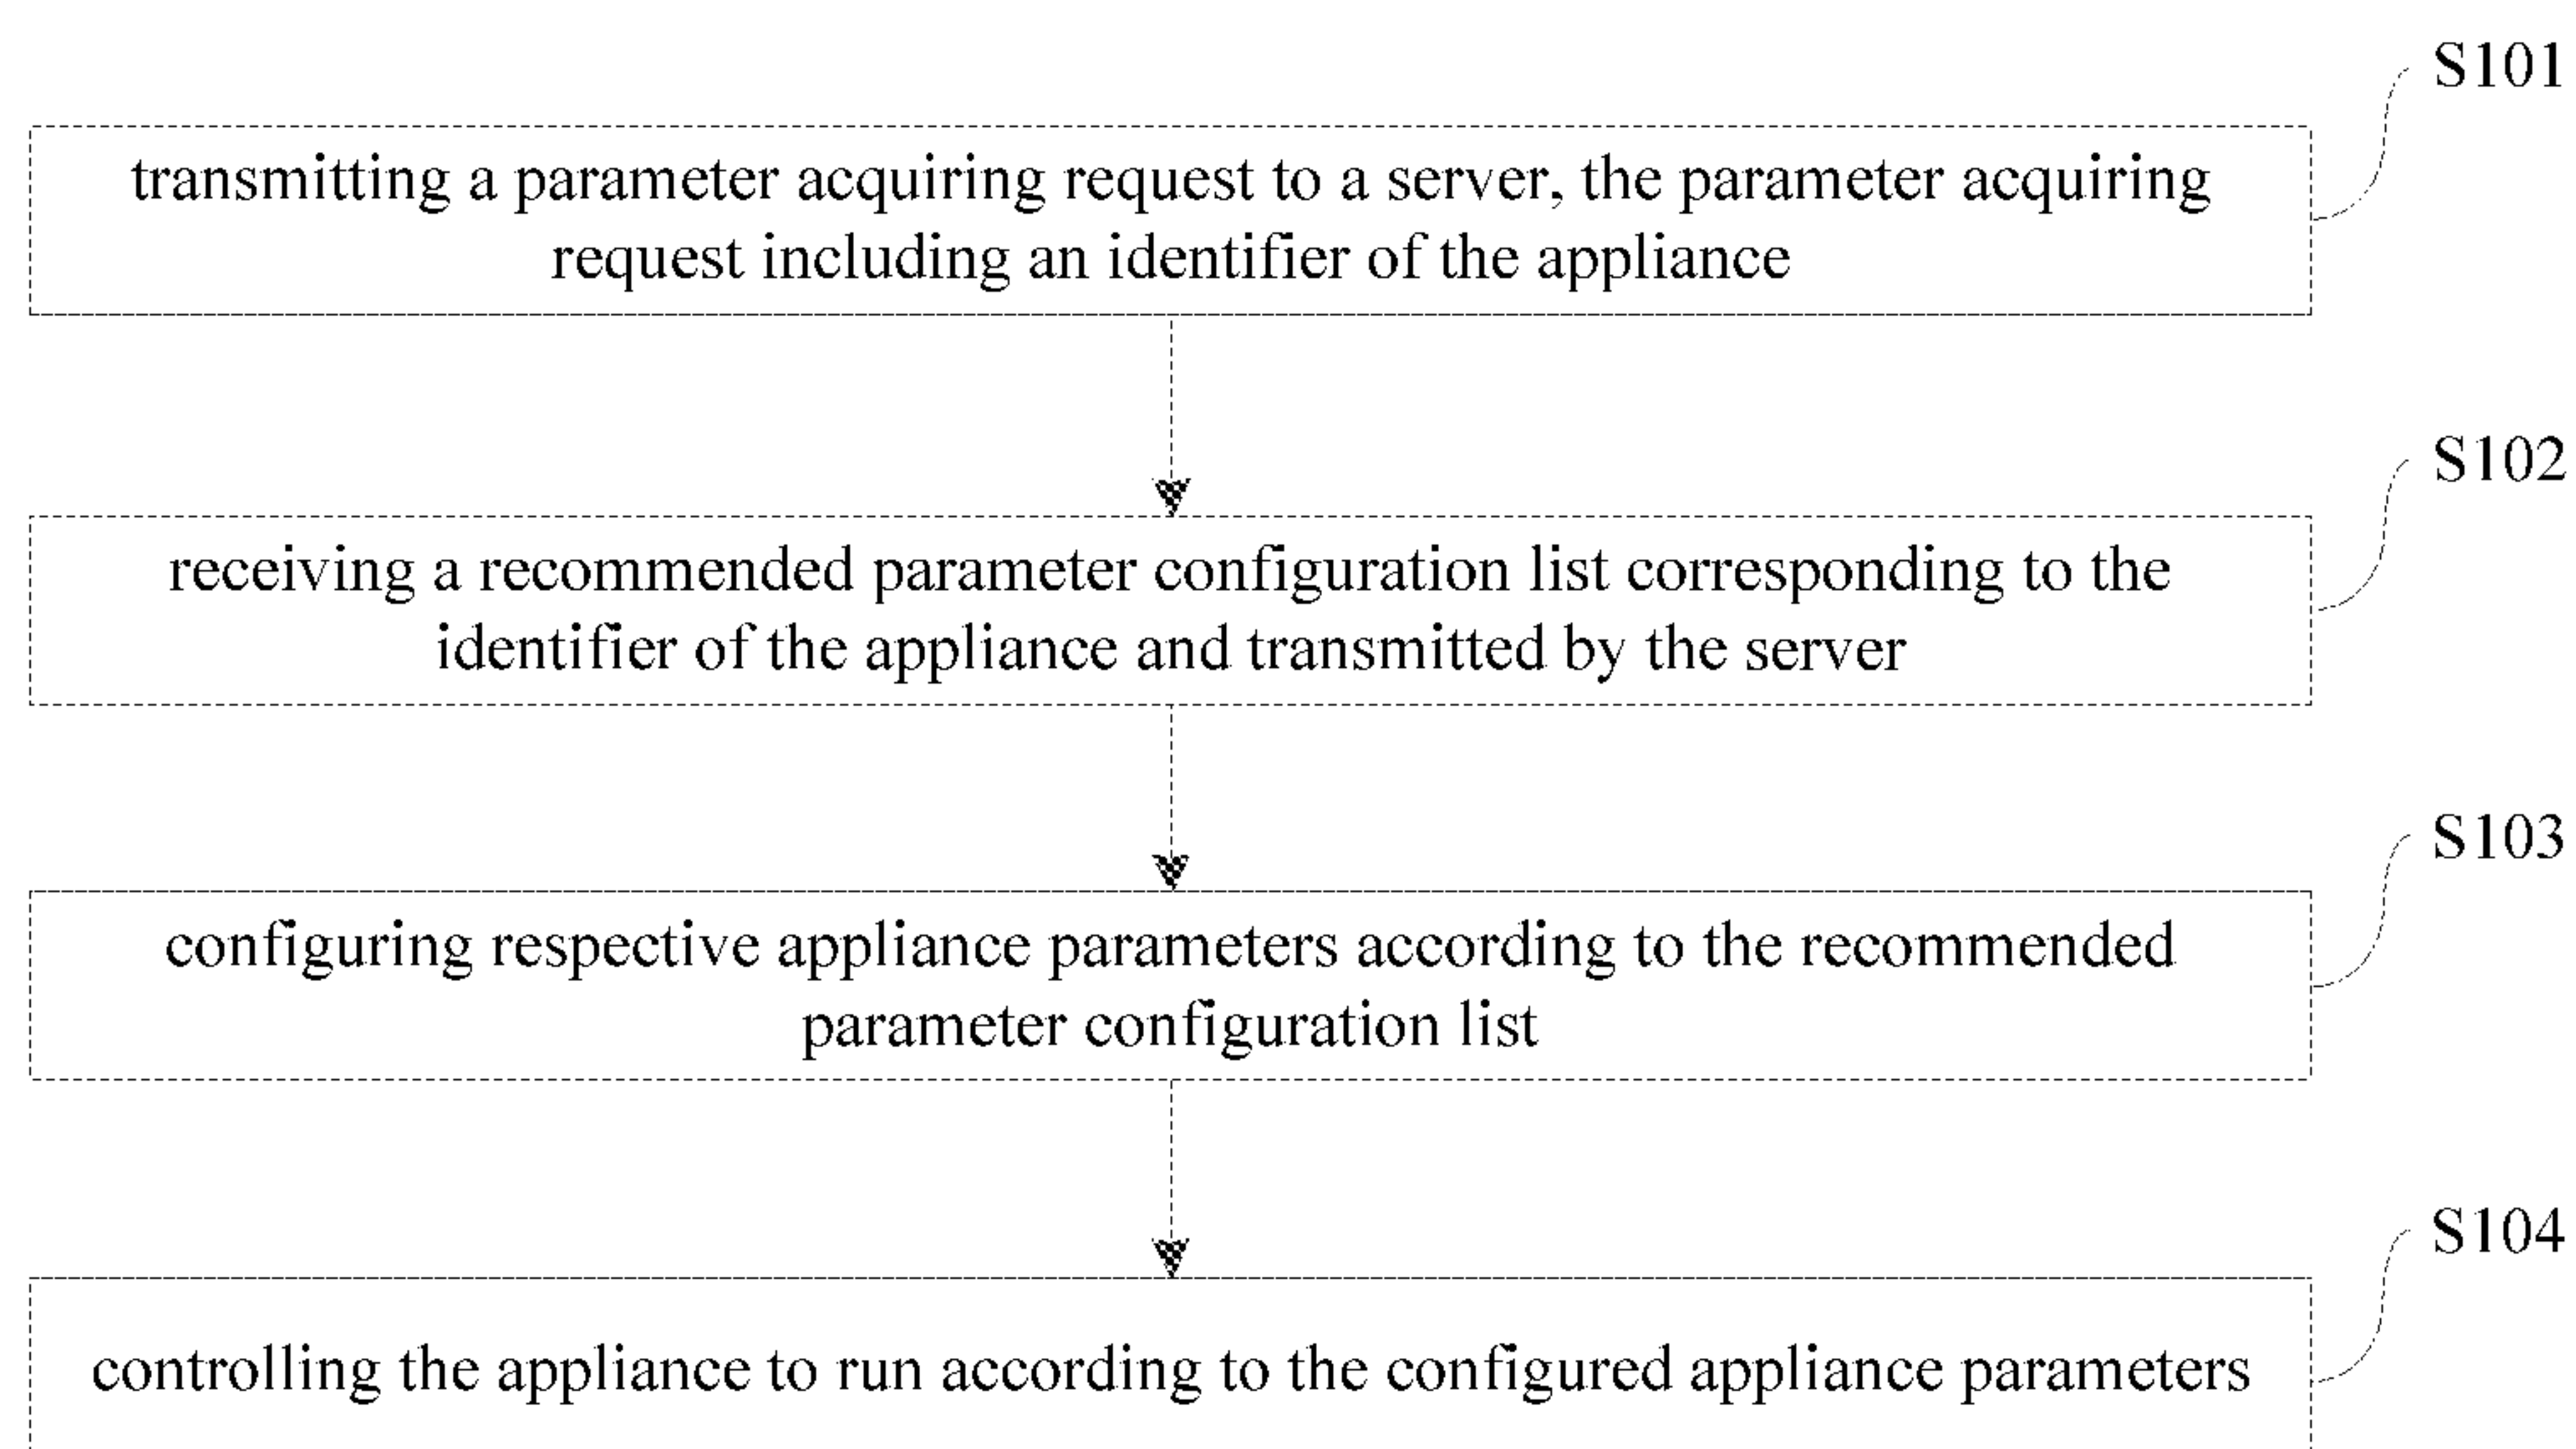 S101
transmitting a parameter acquiring request to a server, the parameter acquiring
request including an identifier of the appliance
S102
receiving a recommended parameter configuration list corresponding to the
identifier of the appliance and transmitted by the server
S103
configuring respective appliance parameters according to the recommended
parameter configuration list
S104
controlling the appliance to run according to the configured appliance parameters